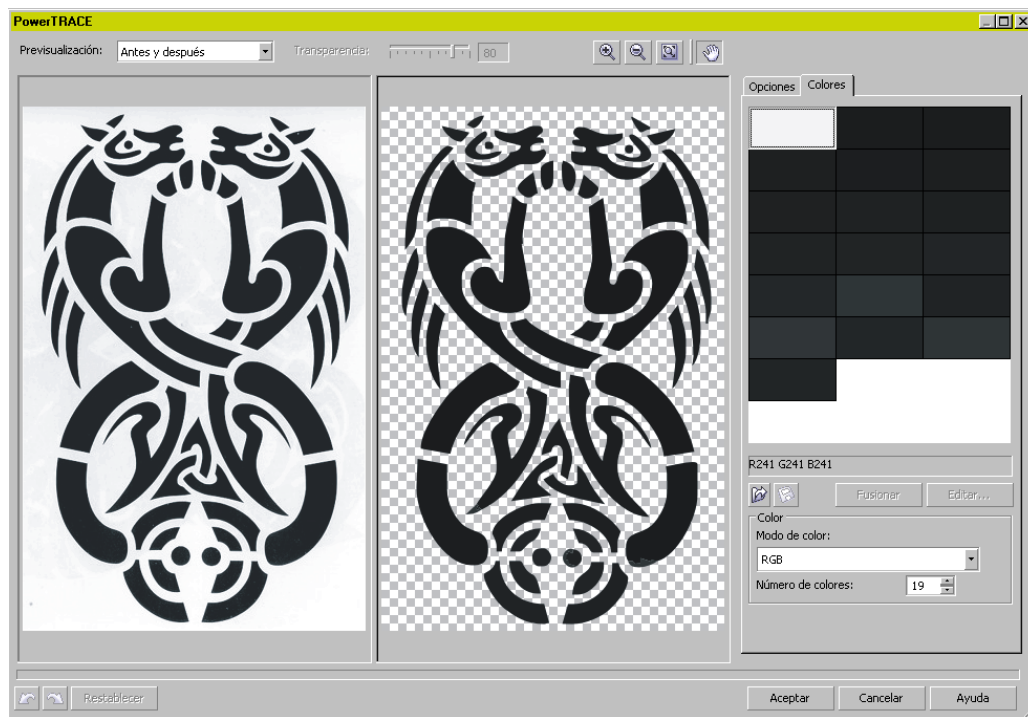 PowerTRACE
Previsualización: Antes y después Transparencia: 80
Opciones Colores
R241 G241 B241
Fusionar Editar...
Color
Modo de color:
RGB
Número de colores: 19
Restablecer Aceptar Cancelar Ayuda